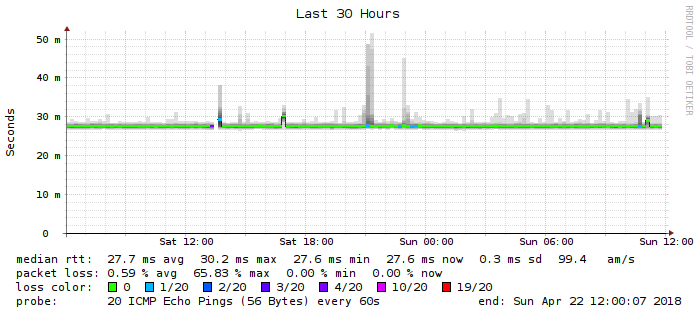 Last 30 Hours
RRDTOOL / TOBI OETIKER
Seconds
50 m
40 m
30 m
20 m
10 m
0
Sat 12:00 Sat 18:00 Sun 00:00 Sun 06:00 Sun 12:00
median rtt: 27.7 ms avg 30.2 ms max 27.6 ms min 27.6 ms now 0.3 ms sd 99.4 am/s
packet loss: 0.59 % avg 65.83 % max 0.00 % min 0.00 % now
loss color: 0 1/20 2/20 3/20 4/20 10/20 19/20
probe: 20 ICMP Echo Pings (56 Bytes) every 60s end: Sun Apr 22 12:00:07 2018